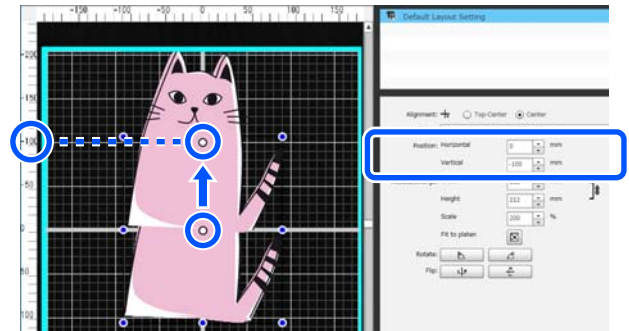 -150 -100 -50 0 50 100 150
Default Layout Setting
-200
-150
-100
-50
0
50
100
Alignment: Top-Center Center
Position: Horizontal 0 mm
Vertical -100 mm
Height 212 mm
Scale 200 %
Fit to platen
Rotate:
Flip: